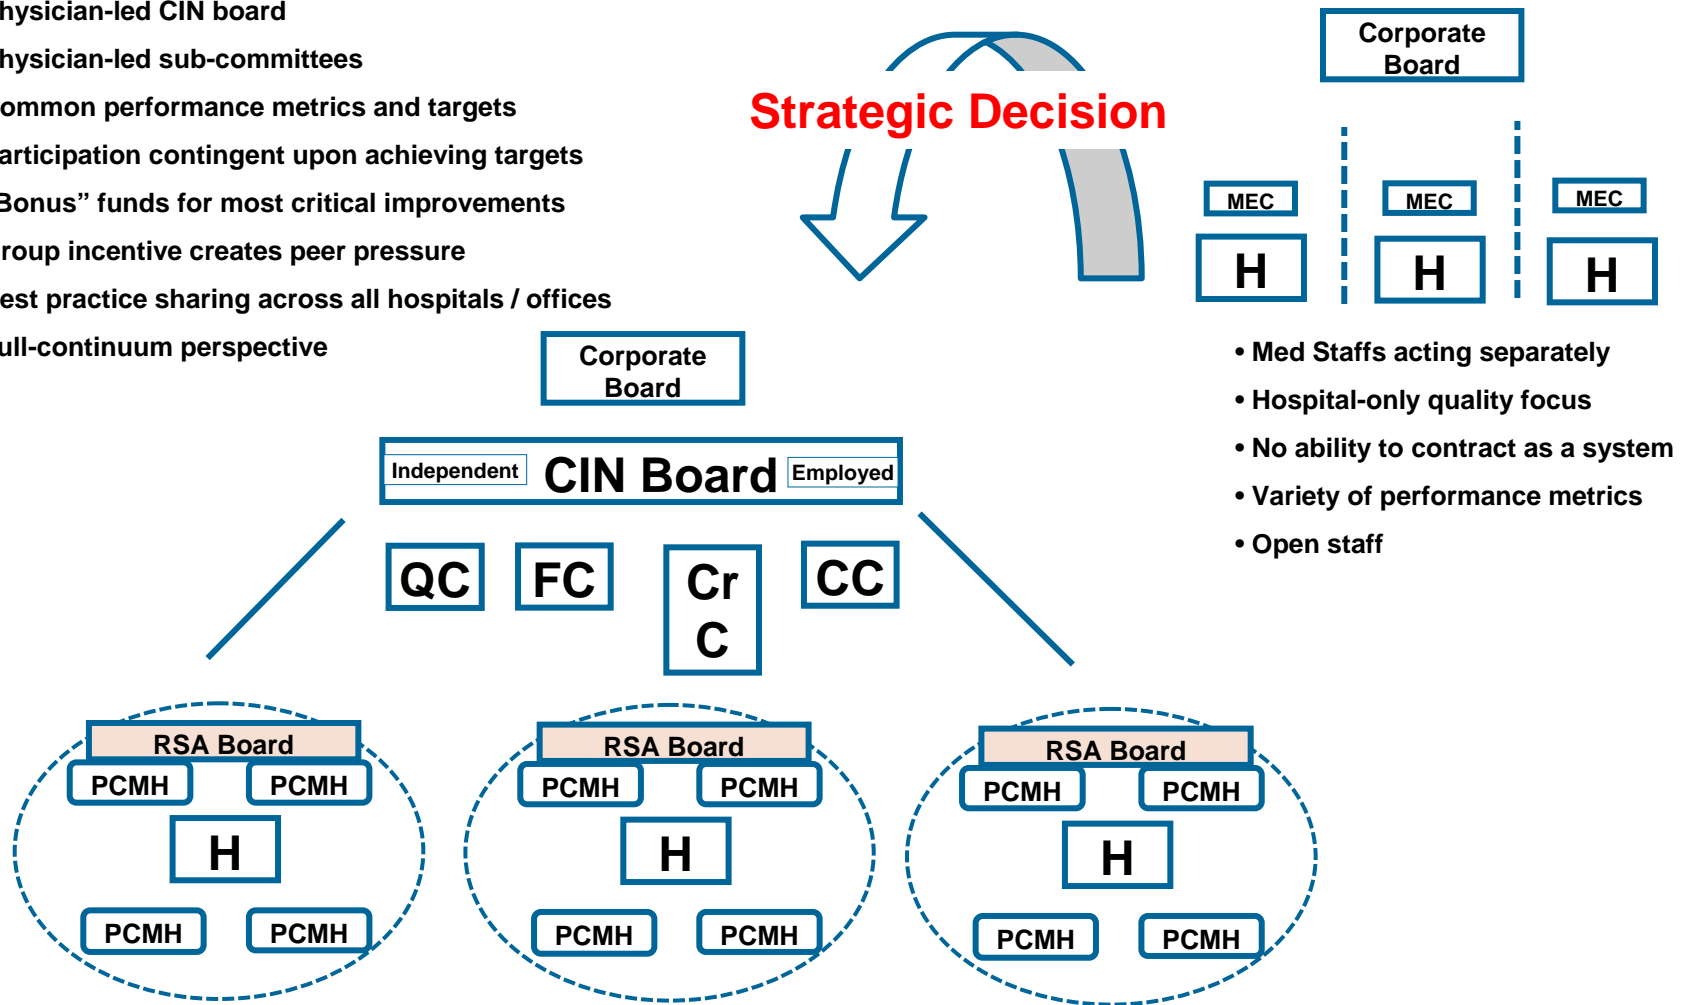 hysician-led CIN board
hysician-led sub-committees
ommon performance metrics and targets
articipation contingent upon achieving targets
Bonus” funds for most critical improvements
roup incentive creates peer pressure
est practice sharing across all hospitals / offices
ull-continuum perspective
Strategic Decision
Corporate
Board
MEC
MEC
MEC
H
H
H
• Med Staffs acting separately
• Hospital-only quality focus
• No ability to contract as a system
• Variety of performance metrics
• Open staff
Corporate
Board
Independent
CIN Board
Employed
QC
FC
Cr
C
CC
RSA Board
PCMH
PCMH
H
PCMH
PCMH
RSA Board
PCMH
PCMH
H
PCMH
PCMH
RSA Board
PCMH
PCMH
H
PCMH
PCMH